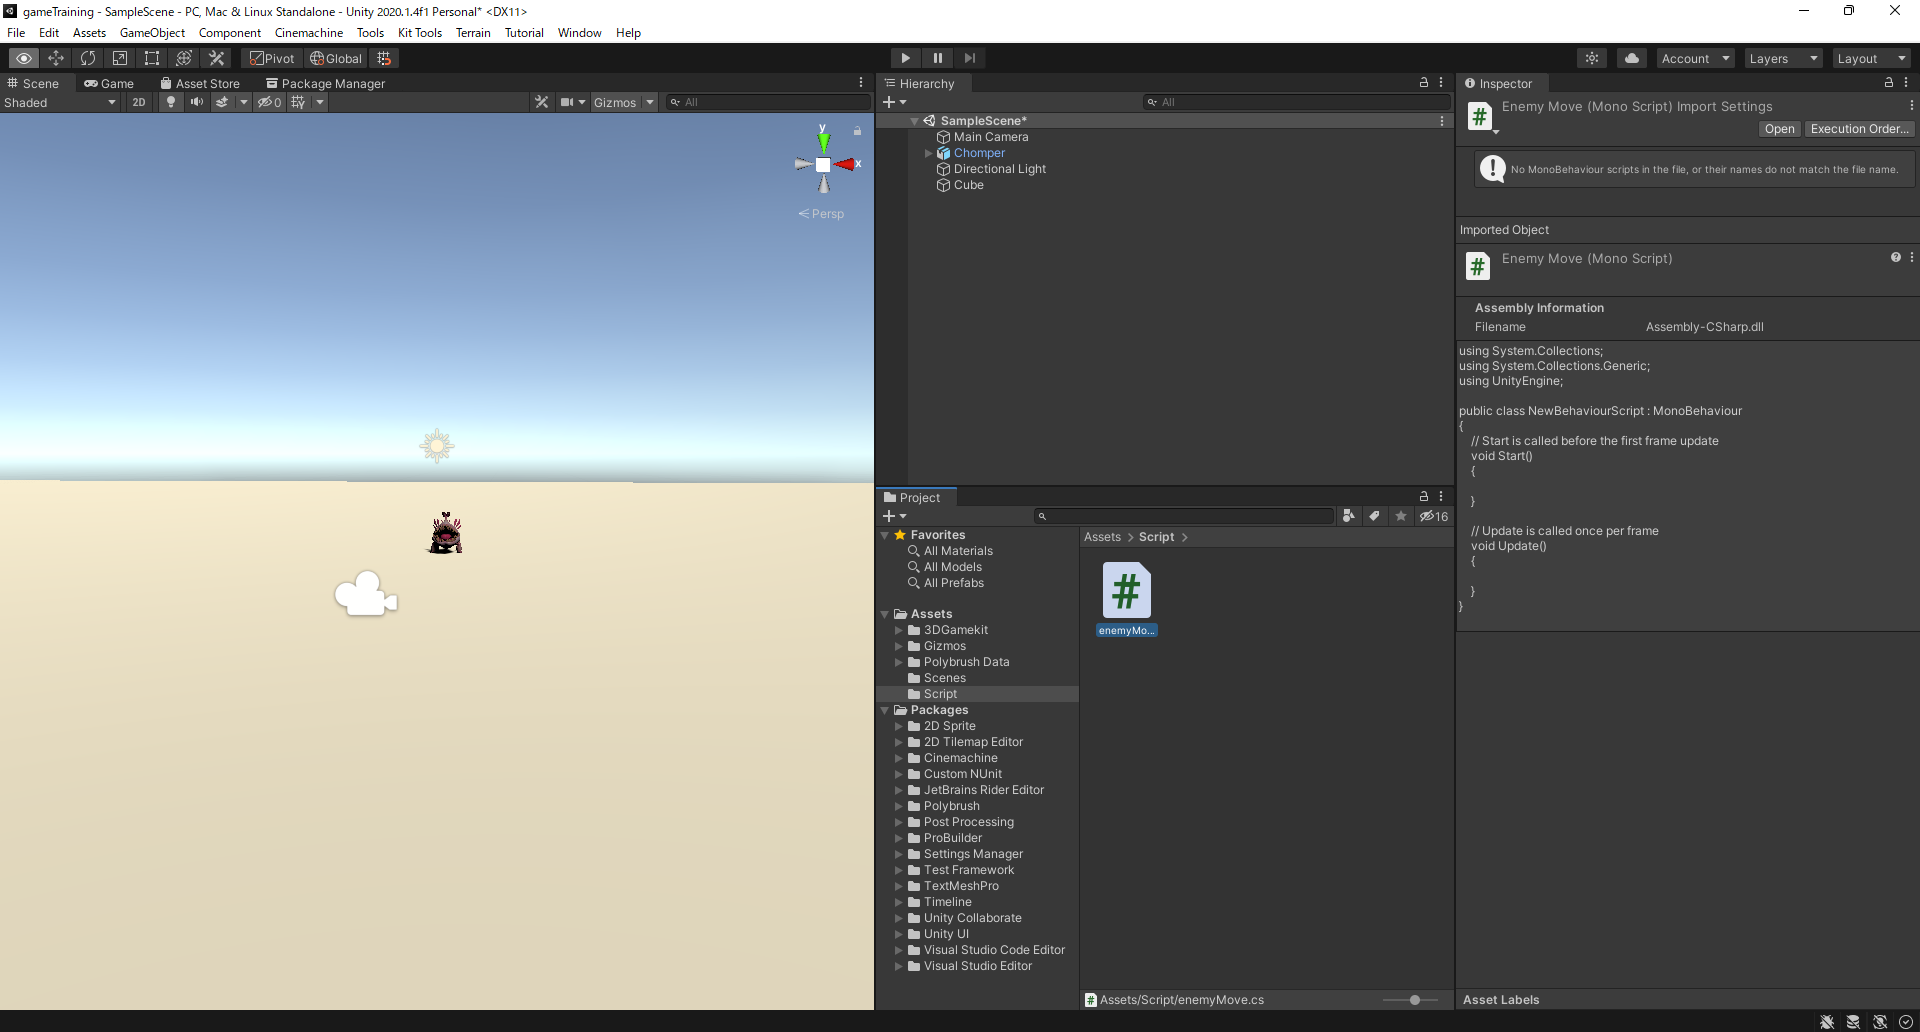 gameTraining - SampleScene - PC, Mac & Linux Standalone - Unity 2020.1.4f1 Personal* <DX11>
File Edit Assets GameObject Component Cinemachine Tools Kit Tools Terrain Tutorial Window Help
Pivot Global Account Layers Layout
Scene Game Asset Store Package Manager
Shaded 2D 0 Gizmos All
y
x
Persp
Hierarchy
All
SampleScene*
Main Camera
Chomper
Directional Light
Cube
Project
16
Favorites
All Materials
All Models
All Prefabs
Assets
3DGamekit
Gizmos
Polybrush Data
Scenes
Script
Packages
2D Sprite
2D Tilemap Editor
Cinemachine
Custom NUnit
JetBrains Rider Editor
Polybrush
Post Processing
ProBuilder
Settings Manager
Test Framework
TextMeshPro
Timeline
Unity Collaborate
Unity UI
Visual Studio Code Editor
Visual Studio Editor
Assets > Script >
#
enemyMo...
Assets/Script/enemyMove.cs
Inspector
Enemy Move (Mono Script) Import Settings
Open Execution Order...
No MonoBehaviour scripts in the file, or their names do not match the file name.
Imported Object
Enemy Move (Mono Script)
Assembly Information
Filename Assembly-CSharp.dll
using System.Collections;
using System.Collections.Generic;
using UnityEngine;
public class NewBehaviourScript : MonoBehaviour
{
// Start is called before the first frame update
void Start()
{
}
// Update is called once per frame
void Update()
{
}
}
Asset Labels